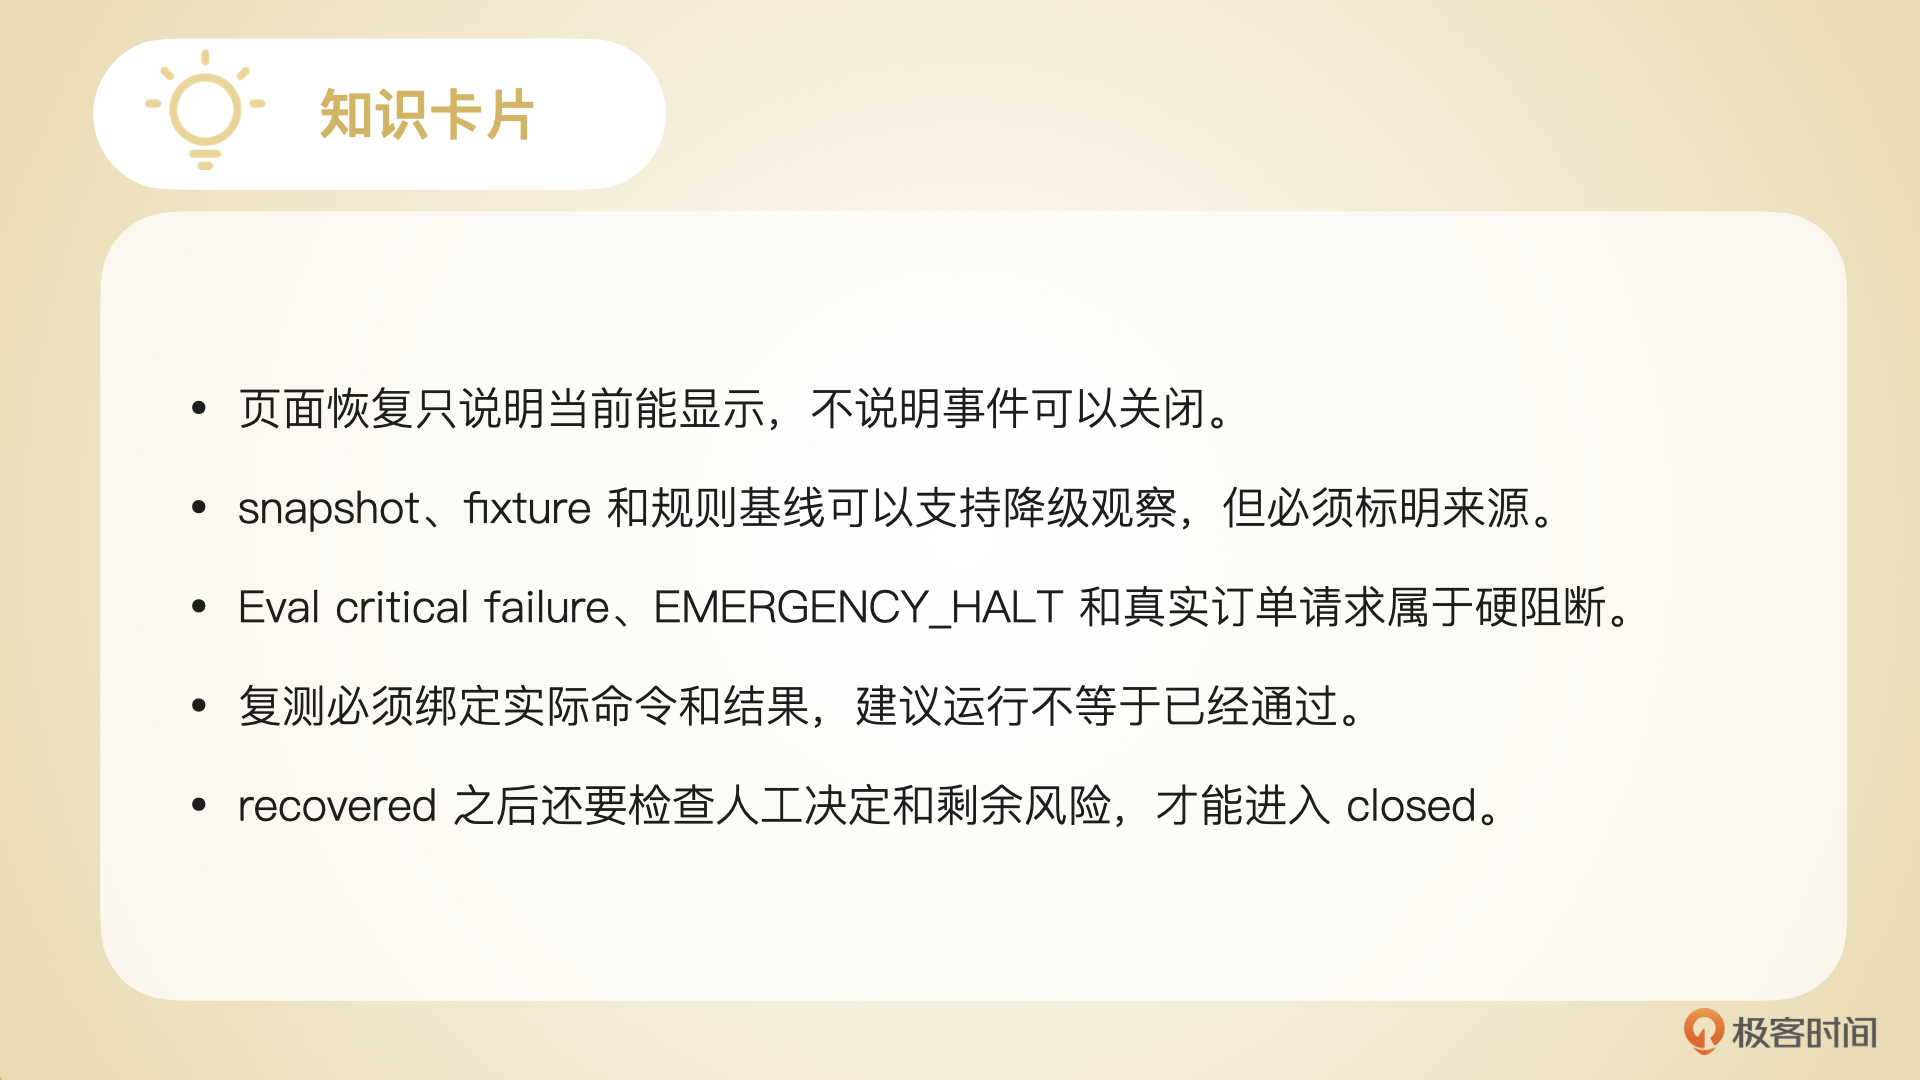 知识卡片
• 页面恢复只说明当前能显示，不说明事件可以关闭。
• snapshot、fixture 和规则基线可以支持降级观察，但必须标明来源。
• Eval critical failure、EMERGENCY_HALT 和真实订单请求属于硬阻断。
• 复测必须绑定实际命令和结果，建议运行不等于已经通过。
• recovered 之后还要检查人工决定和剩余风险，才能进入 closed。
极客时间